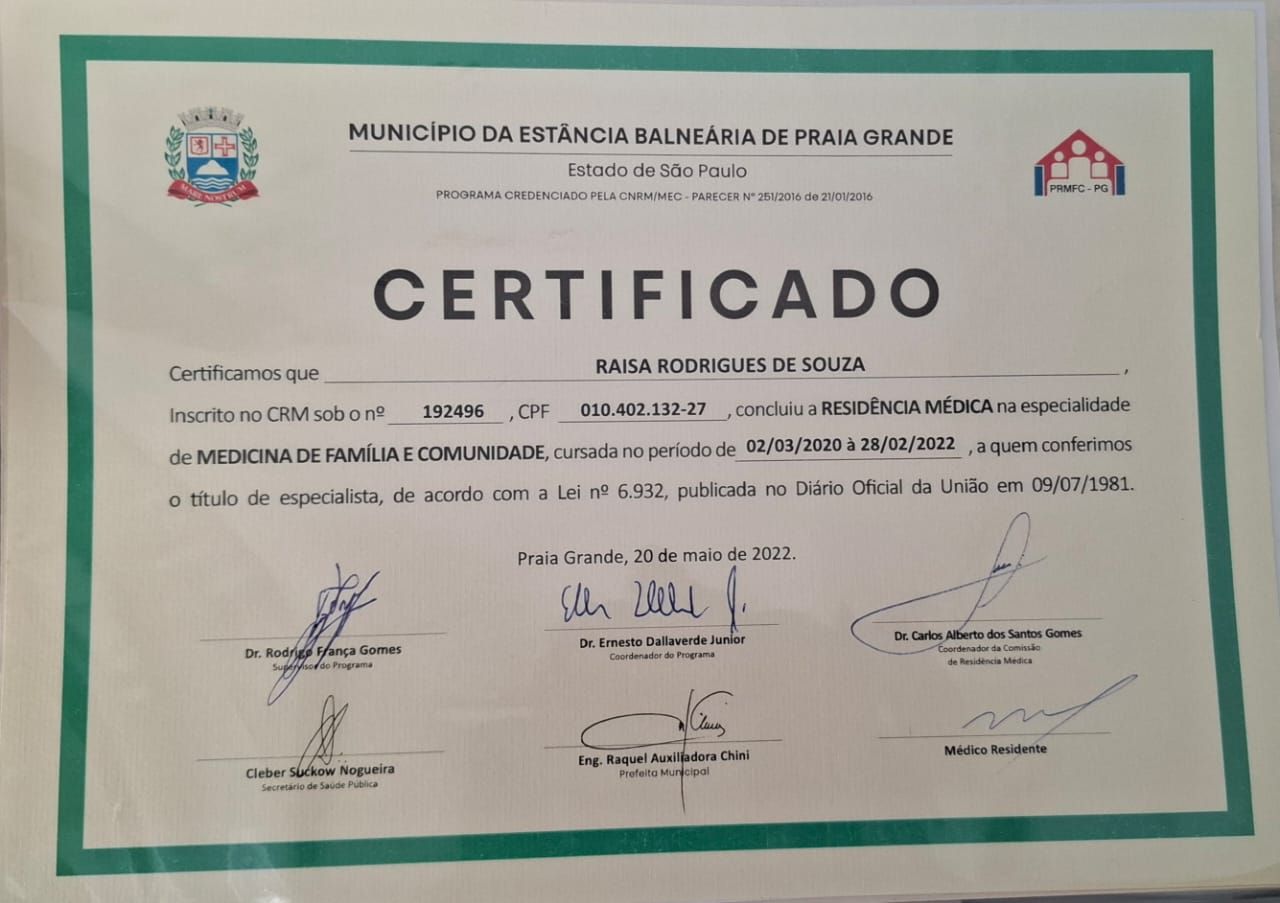 MUNICÍPIO DA ESTÂNCIA BALNEÁRIA DE PRAIA GRANDE
Estado de São Paulo
PROGRAMA CREDENCIADO PELA CNRM/MEC - PARECER Nº 251/2016 de 21/01/2016
MARE NOSTRUM
PRMFC - PG
CERTIFICADO
Certificamos que RAISA RODRIGUES DE SOUZA,
Inscrito no CRM sob o nº 192496, CPF 010.402.132-27, concluiu a RESIDÊNCIA MÉDICA na especialidade
de MEDICINA DE FAMÍLIA E COMUNIDADE, cursada no período de 02/03/2020 à 28/02/2022, a quem conferimos
o título de especialista, de acordo com a Lei nº 6.932, publicada no Diário Oficial da União em 09/07/1981.
Praia Grande, 20 de maio de 2022.
Dr. Rodrigo França Gomes
Supervisor do Programa
Dr. Ernesto Dallaverde Junior
Coordenador do Programa
Dr. Carlos Alberto dos Santos Gomes
Coordenador da Comissão
de Residência Médica
Cleber Suckow Nogueira
Secretário de Saúde Pública
Eng. Raquel Auxiliadora Chini
Prefeita Municipal
Médico Residente